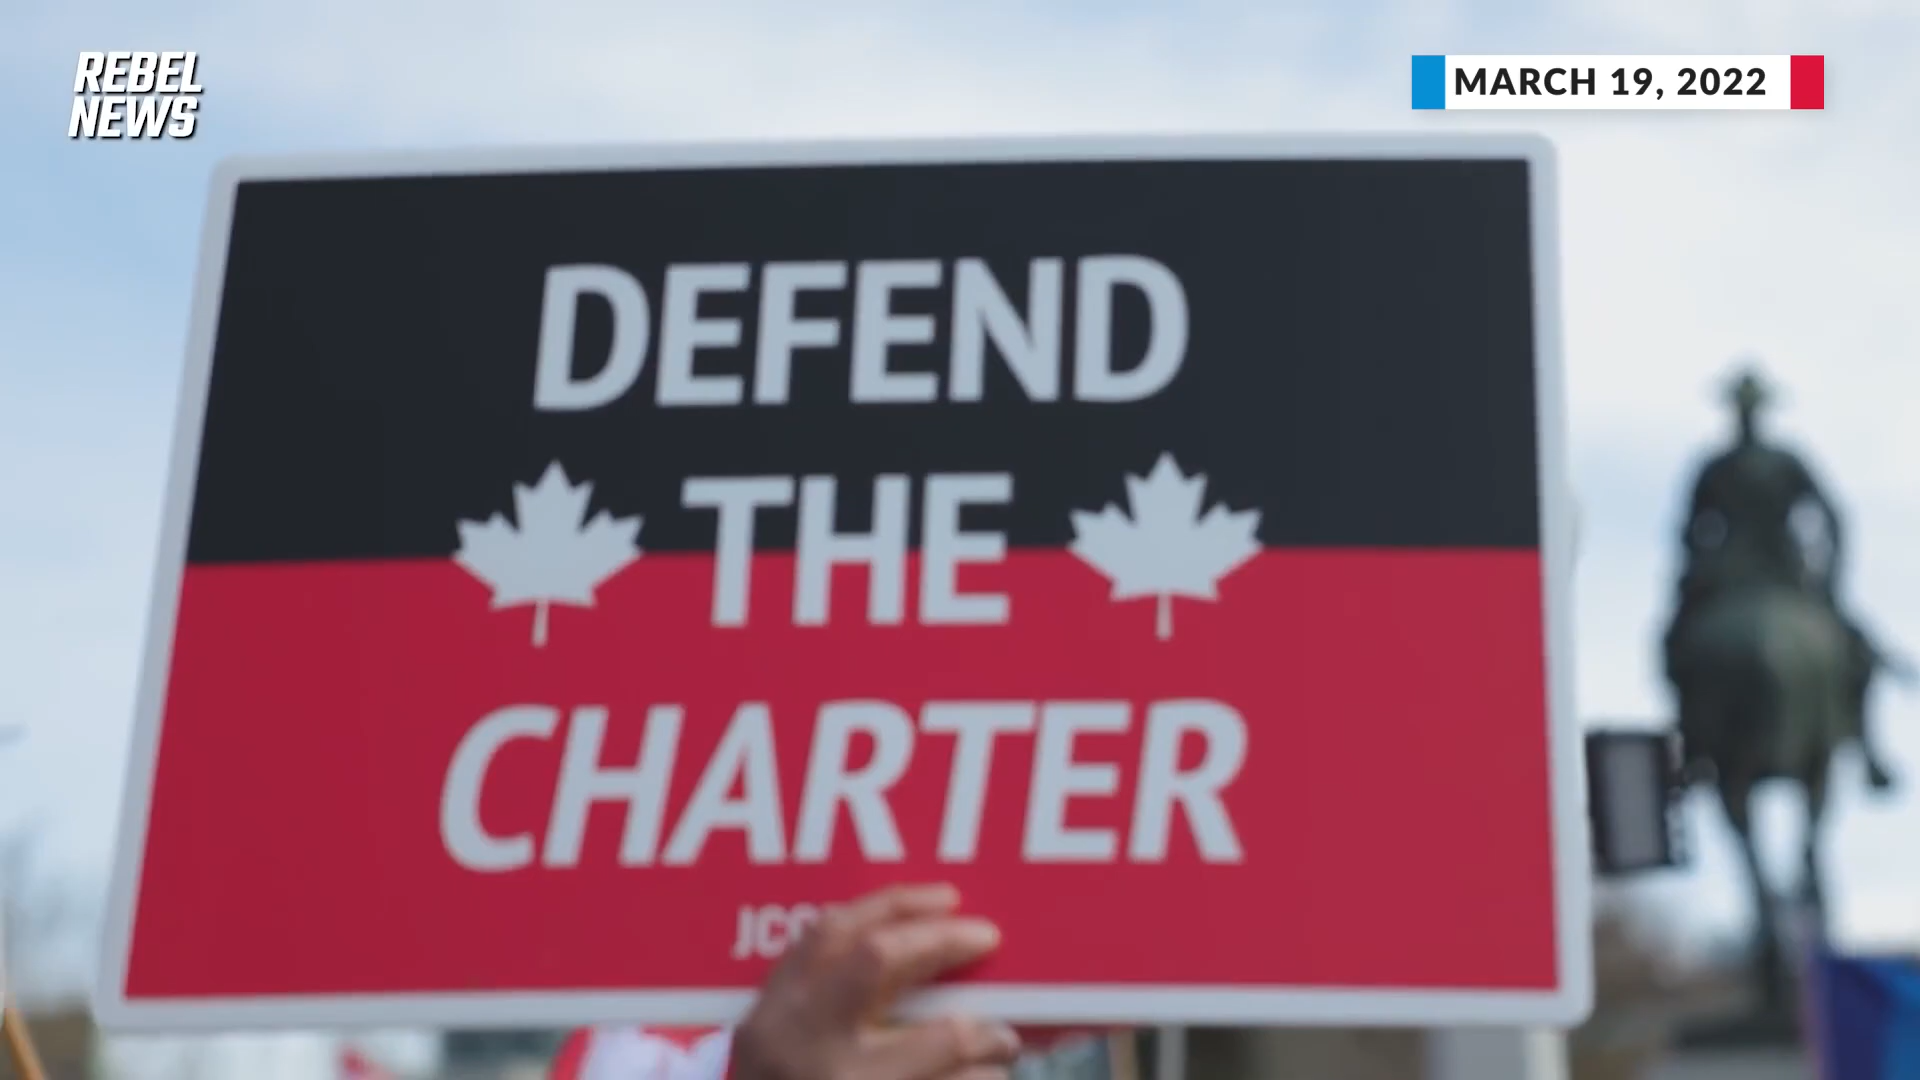 REBEL
NEWS
MARCH 19, 2022
DEFEND
THE
CHARTER